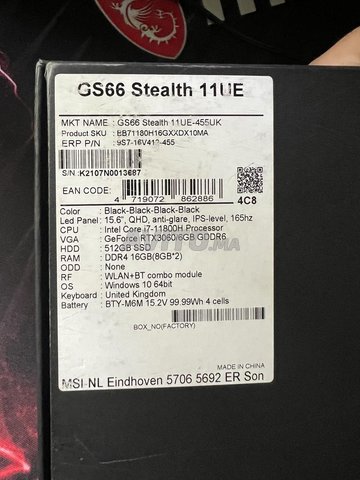 GS66 Stealth 11UE
MKT NAME : GS66 Stealth 11UE-455UK
Product SKU : BB71180H16GXXDX10MA
ERP P/N : 9S7-16V412-455
S/N :K2107N0013687
EAN CODE:
4 719072 862886
4C8
Color : Black-Black-Black-Black
Led Panel : 15.6", QHD, anti-glare, IPS-level, 165hz
CPU : Intel Core i7-11800H Processor
VGA : GeForce RTX3060/6GB GDDR6
HDD : 512GB SSD
RAM : DDR4 16GB(8GB*2)
ODD : None
RF : WLAN+BT combo module
OS : Windows 10 64bit
Keyboard : United Kingdom
Battery : BTY-M6M 15.2V 99.99Wh 4 cells
BOX_NO(FACTORY)
MADE IN CHINA
MSI-NL Eindhoven 5706 5692 ER Son